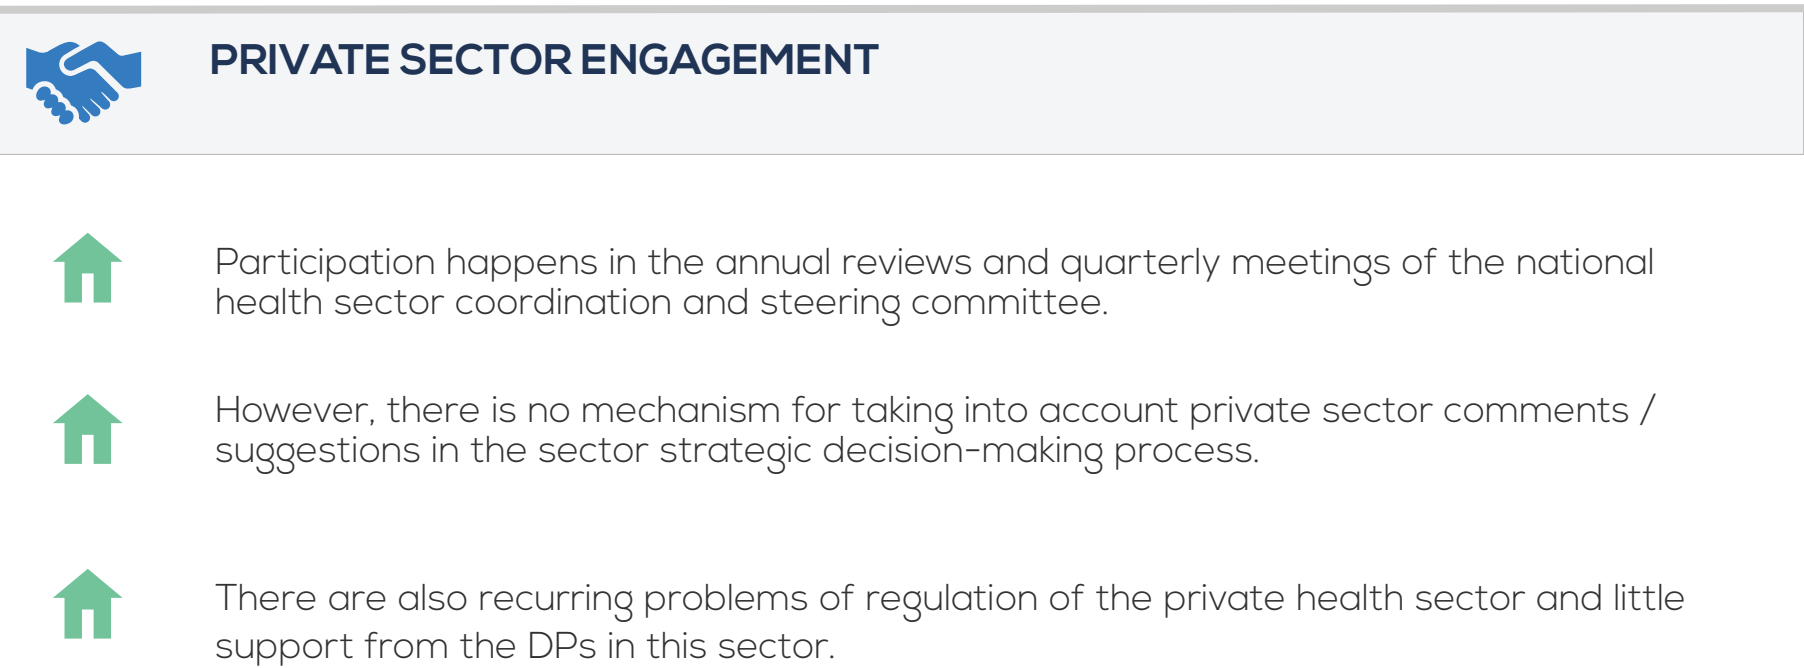 PRIVATE SECTOR ENGAGEMENT
Participation happens in the annual reviews and quarterly meetings of the national
health sector coordination and steering committee.
However, there is no mechanism for taking into account private sector comments /
suggestions in the sector strategic decision-making process.
There are also recurring problems of regulation of the private health sector and little
support from the DPs in this sector.